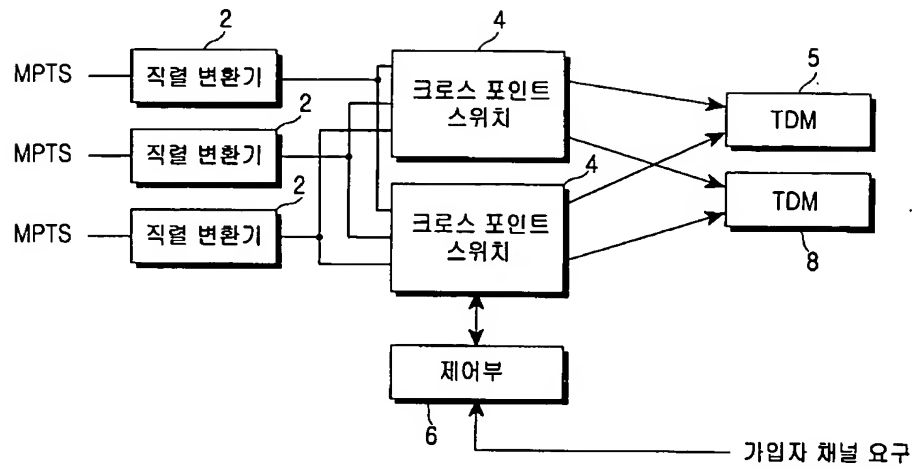 2
4
MPTS
직렬 변환기
크로스 포인트
스위치
5
TDM
2
MPTS
직렬 변환기
4
TDM
8
2
MPTS
직렬 변환기
크로스 포인트
스위치
제어부
6
가입자 채널 요구